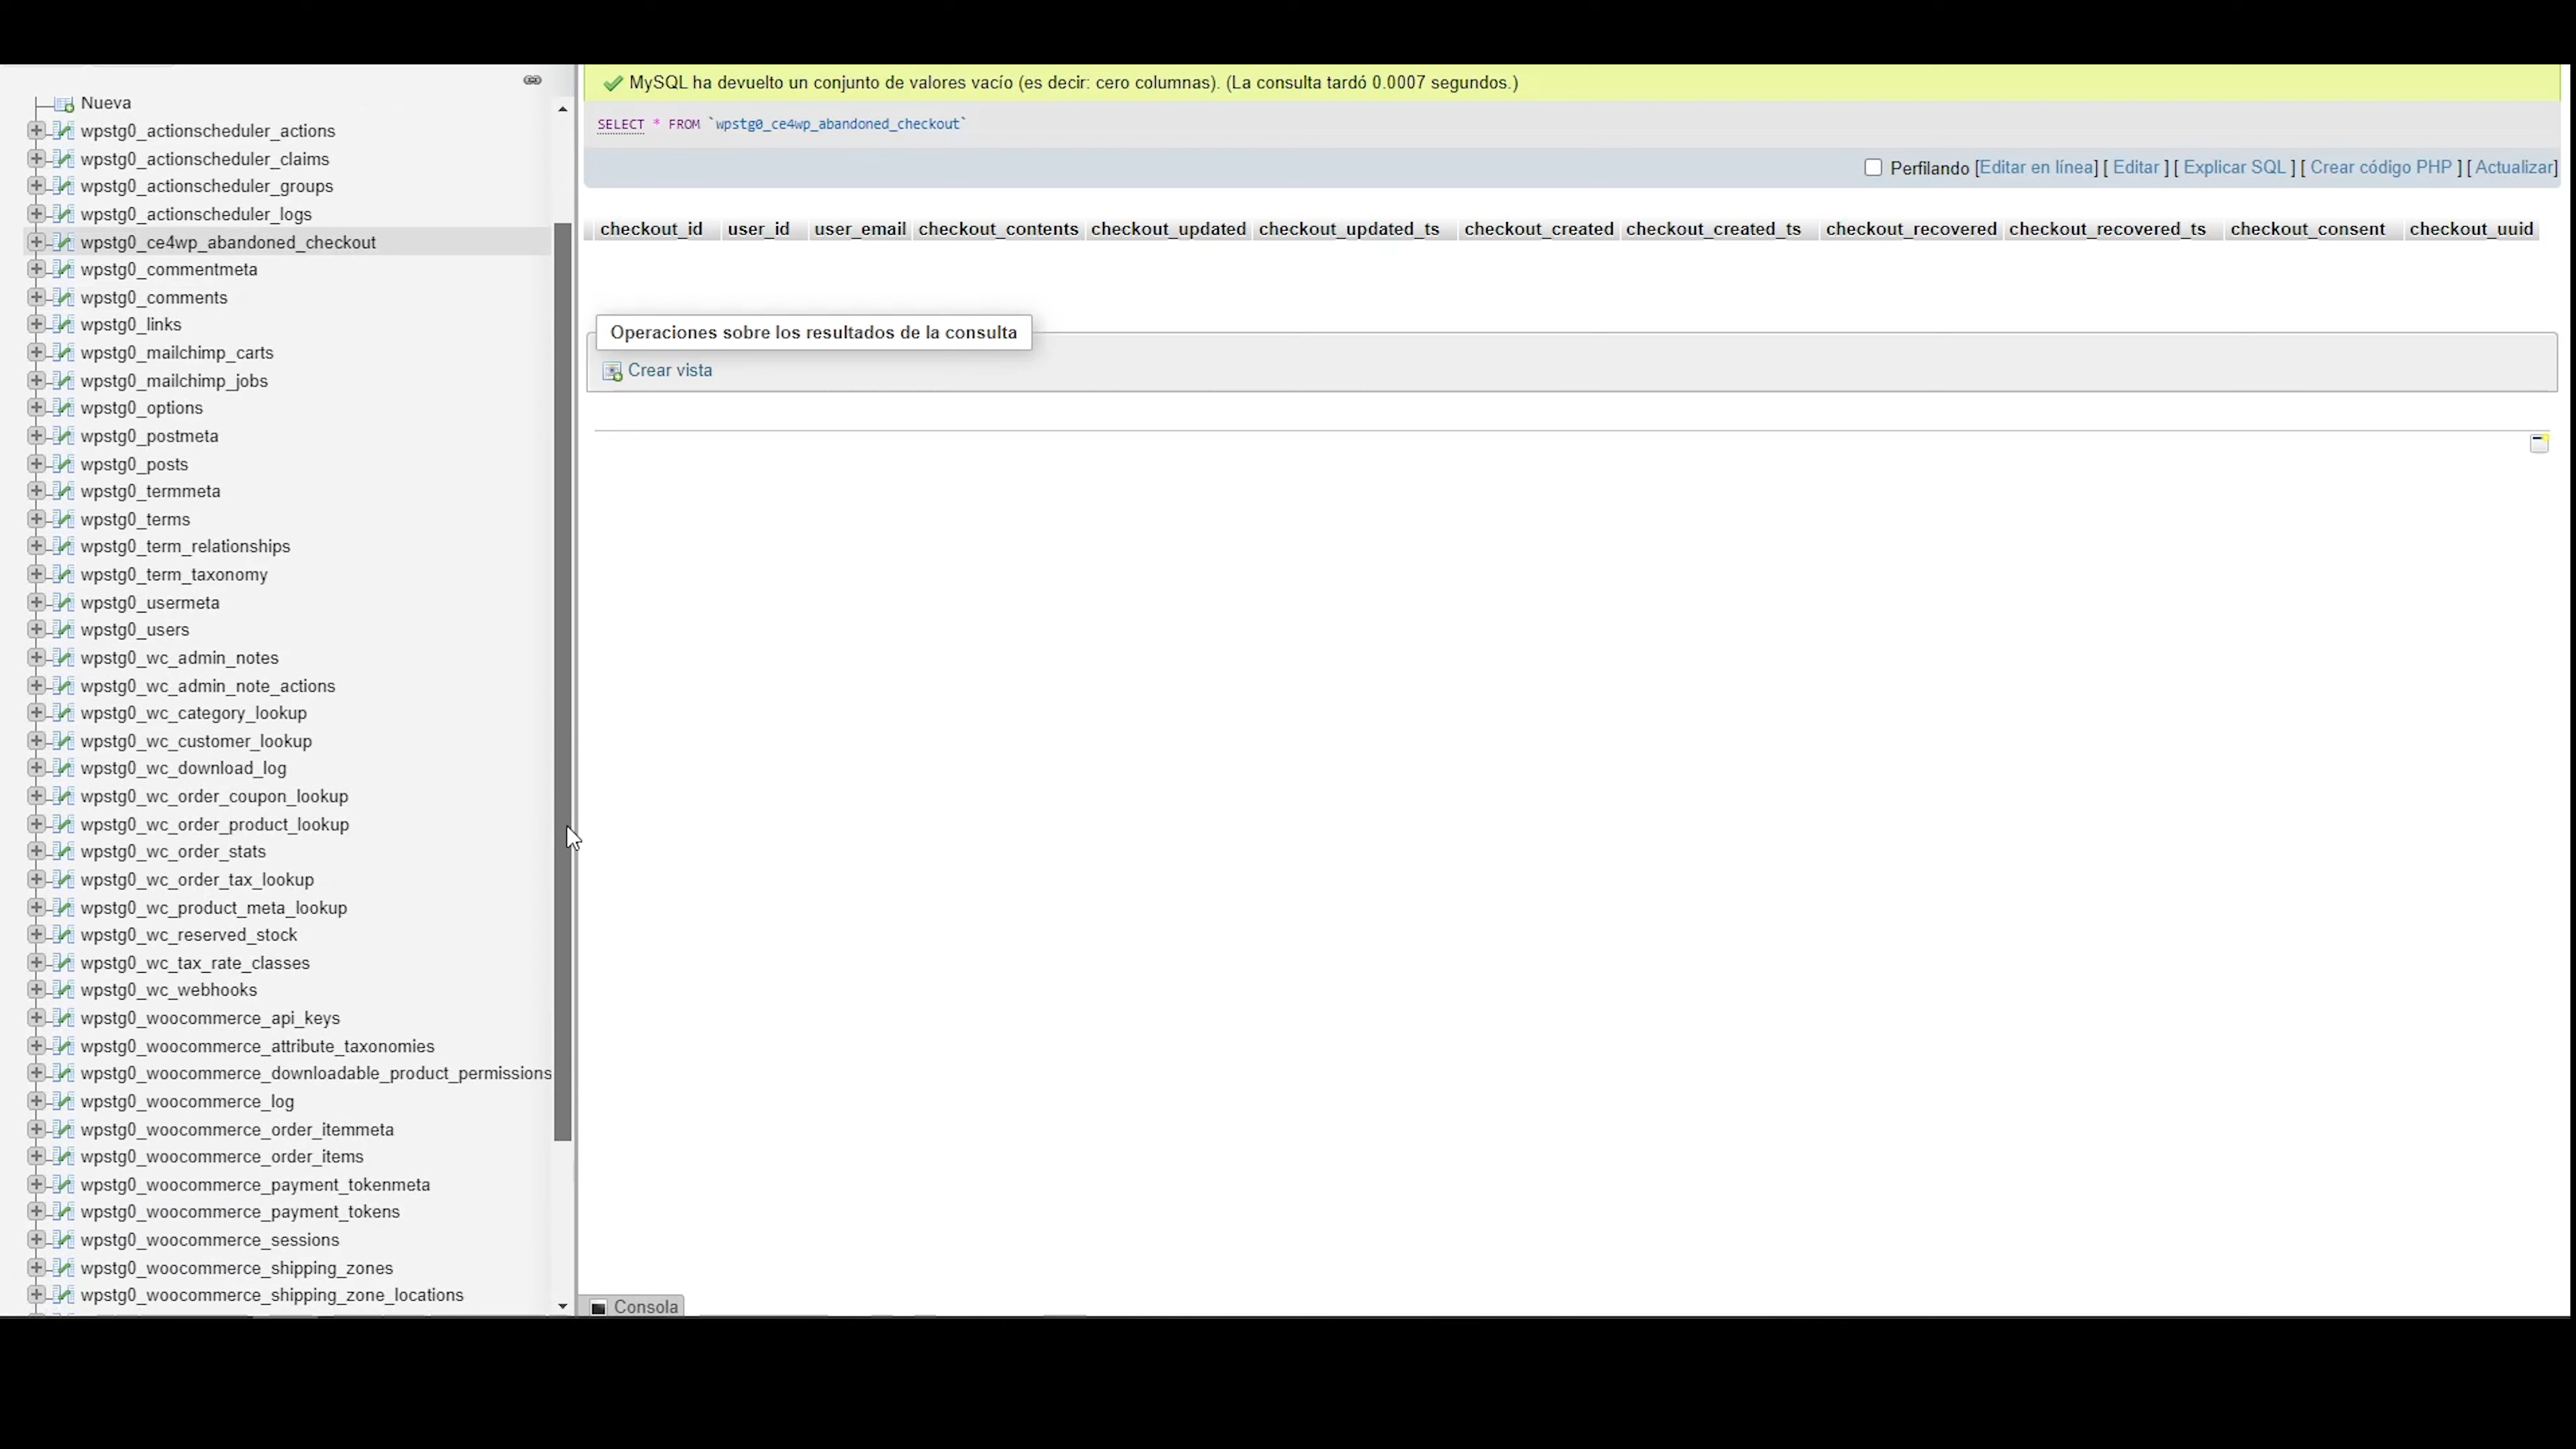 Nueva
wpstg0_actionscheduler_actions
wpstg0_actionscheduler_claims
wpstg0_actionscheduler_groups
wpstg0_actionscheduler_logs
wpstg0_ce4wp_abandoned_checkout
wpstg0_commentmeta
wpstg0_comments
wpstg0_links
wpstg0_mailchimp_carts
wpstg0_mailchimp_jobs
wpstg0_options
wpstg0_postmeta
wpstg0_posts
wpstg0_termmeta
wpstg0_terms
wpstg0_term_relationships
wpstg0_term_taxonomy
wpstg0_usermeta
wpstg0_users
wpstg0_wc_admin_notes
wpstg0_wc_admin_note_actions
wpstg0_wc_category_lookup
wpstg0_wc_customer_lookup
wpstg0_wc_download_log
wpstg0_wc_order_coupon_lookup
wpstg0_wc_order_product_lookup
wpstg0_wc_order_stats
wpstg0_wc_order_tax_lookup
wpstg0_wc_product_meta_lookup
wpstg0_wc_reserved_stock
wpstg0_wc_tax_rate_classes
wpstg0_wc_webhooks
wpstg0_woocommerce_api_keys
wpstg0_woocommerce_attribute_taxonomies
wpstg0_woocommerce_downloadable_product_permissions
wpstg0_woocommerce_log
wpstg0_woocommerce_order_itemmeta
wpstg0_woocommerce_order_items
wpstg0_woocommerce_payment_tokenmeta
wpstg0_woocommerce_payment_tokens
wpstg0_woocommerce_sessions
wpstg0_woocommerce_shipping_zones
wpstg0_woocommerce_shipping_zone_locations
MySQL ha devuelto un conjunto de valores vacío (es decir: cero columnas). (La consulta tardó 0.0007 segundos.)
SELECT * FROM `wpstg0_ce4wp_abandoned_checkout`
Perfilando [Editar en línea] [ Editar ] [ Explicar SQL ] [ Crear código PHP ] [ Actualizar]
checkout_id user_id user_email checkout_contents checkout_updated checkout_updated_ts checkout_created checkout_created_ts checkout_recovered checkout_recovered_ts checkout_consent checkout_uuid
Operaciones sobre los resultados de la consulta
Crear vista
Consola